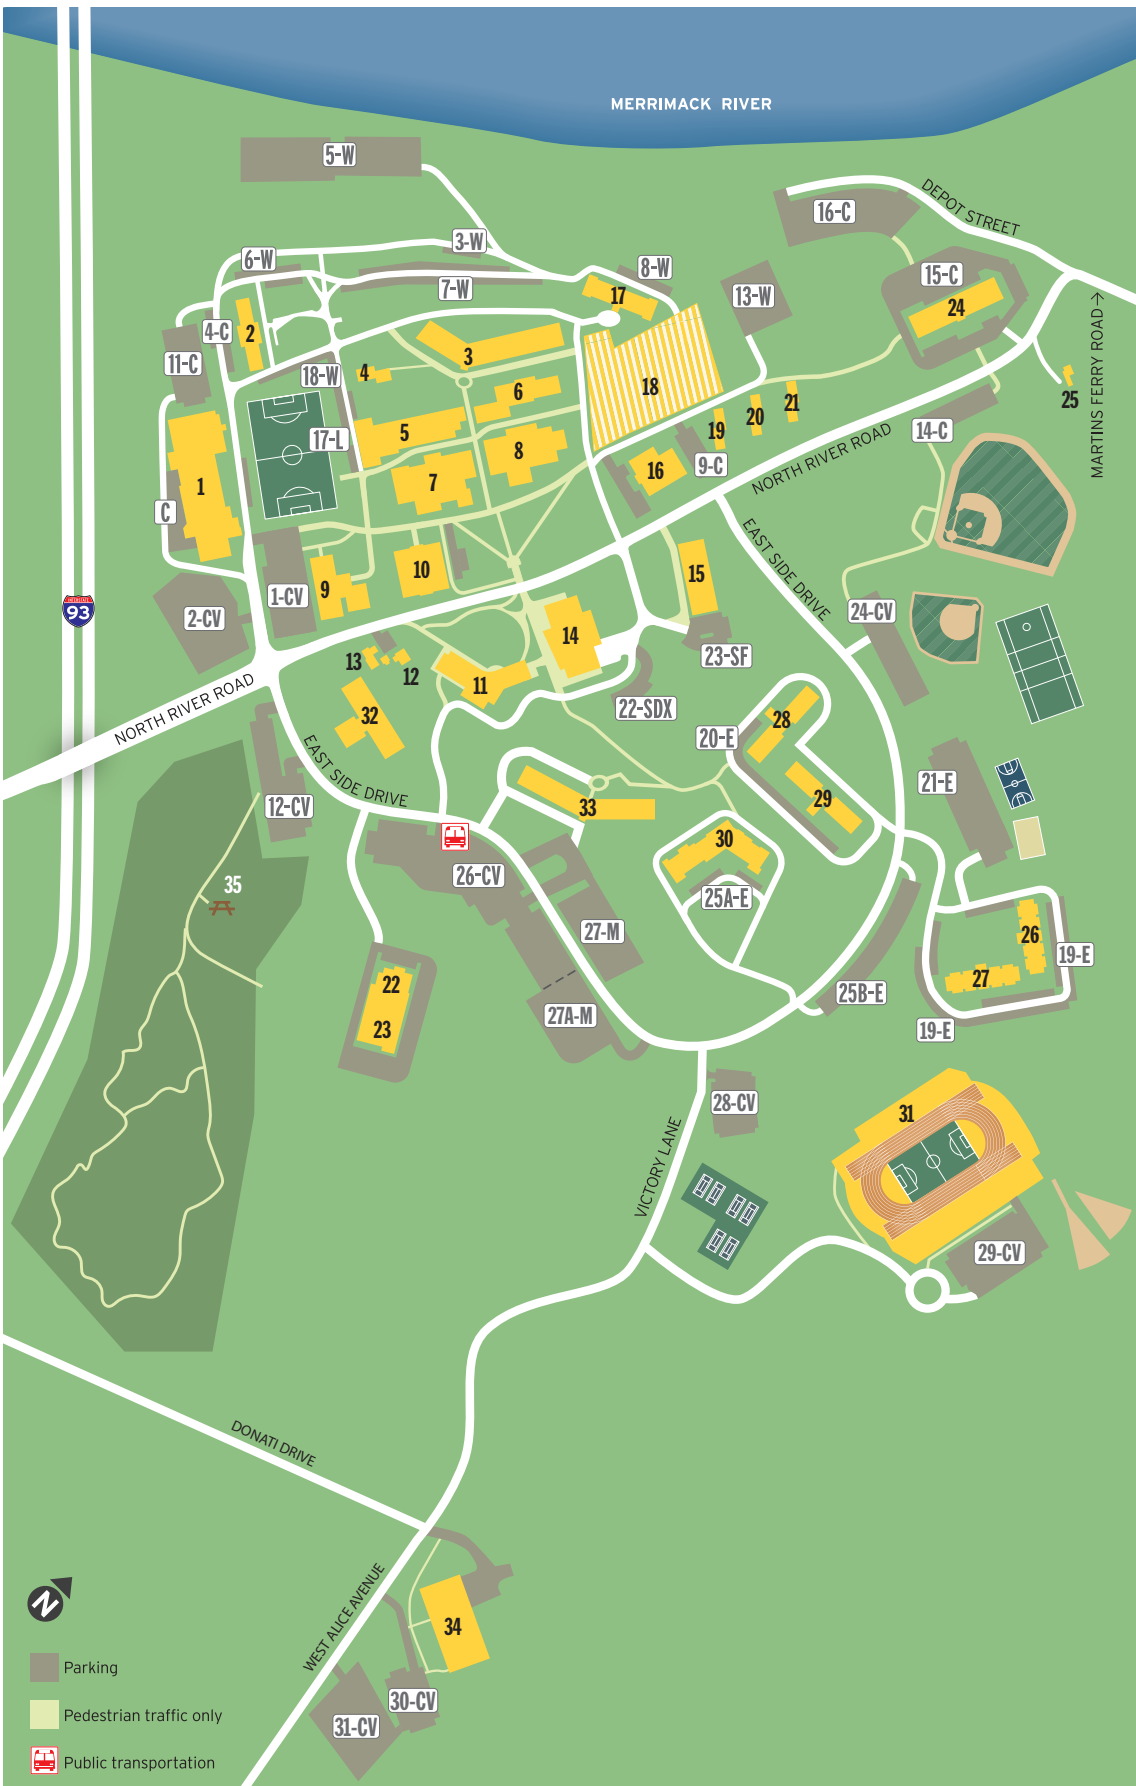 MERRIMACK RIVER
5-W
DEPOT STREET
16-C
3-W
6-W
8-W
15-C
7-W
13-W
17
24
MARTINS FERRY ROAD
4-C
2
11-C
3
4
18-W
18
6
25
20
21
19
14-C
5
17-L
8
16
9-C
NORTH RIVER ROAD
7
1
C
EAST SIDE DRIVE
10
15
9
1-CV
93
2-CV
24-CV
14
13
12
23-SF
11
22-SDX
NORTH RIVER ROAD
32
28
20-E
EAST SIDE DRIVE
21-E
29
12-CV
33
30
26-CV
35
25A-E
27-M
26
19-E
22
27
25B-E
27A-M
23
19-E
28-CV
31
VICTORY LANE
29-CV
DONATI DRIVE
WEST ALICE AVENUE
N
34
Parking
30-CV
Pedestrian traffic only
31-CV
Public transportation